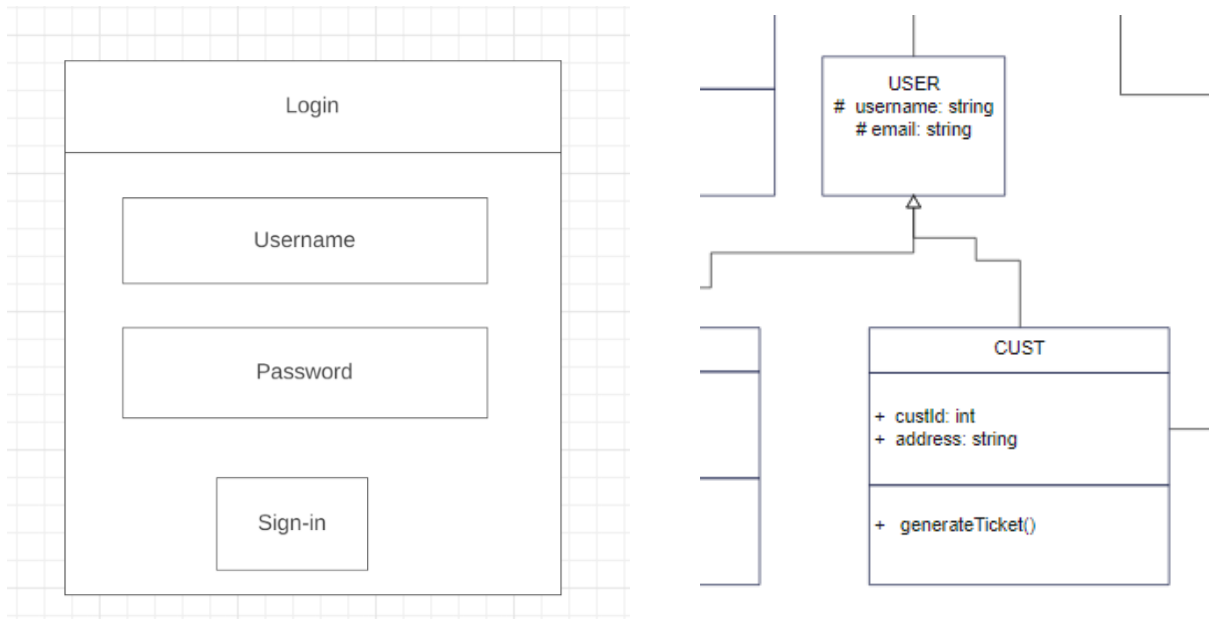 Login
Username
Password
Sign-in
USER
# username: string
# email: string
CUST
+ custId: int
+ address: string
+ generateTicket()